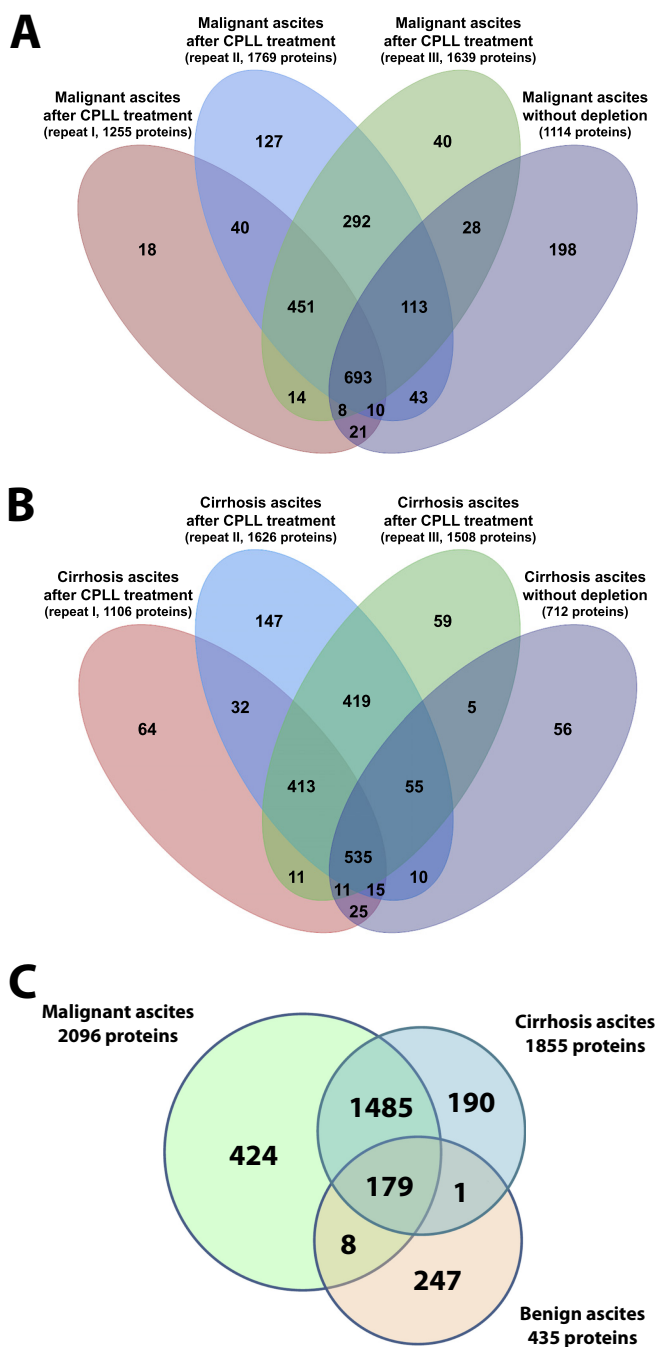 A
Malignant ascites
after CPLL treatment
(repeat II, 1769 proteins)
Malignant ascites
after CPLL treatment
(repeat III, 1639 proteins)
Malignant ascites
after CPLL treatment
(repeat I, 1255 proteins)
Malignant ascites
without depletion
(1114 proteins)
127
40
40
292
28
18
198
451
113
693
14
8
10
43
21
B
Cirrhosis ascites
after CPLL treatment
(repeat II, 1626 proteins)
Cirrhosis ascites
after CPLL treatment
(repeat III, 1508 proteins)
Cirrhosis ascites
after CPLL treatment
(repeat I, 1106 proteins)
Cirrhosis ascites
without depletion
(712 proteins)
147
59
32
419
5
64
56
413
55
535
11
11
15
10
25
C
Malignant ascites
2096 proteins
Cirrhosis ascites
1855 proteins
1485
190
424
179
1
8
247
Benign ascites
435 proteins